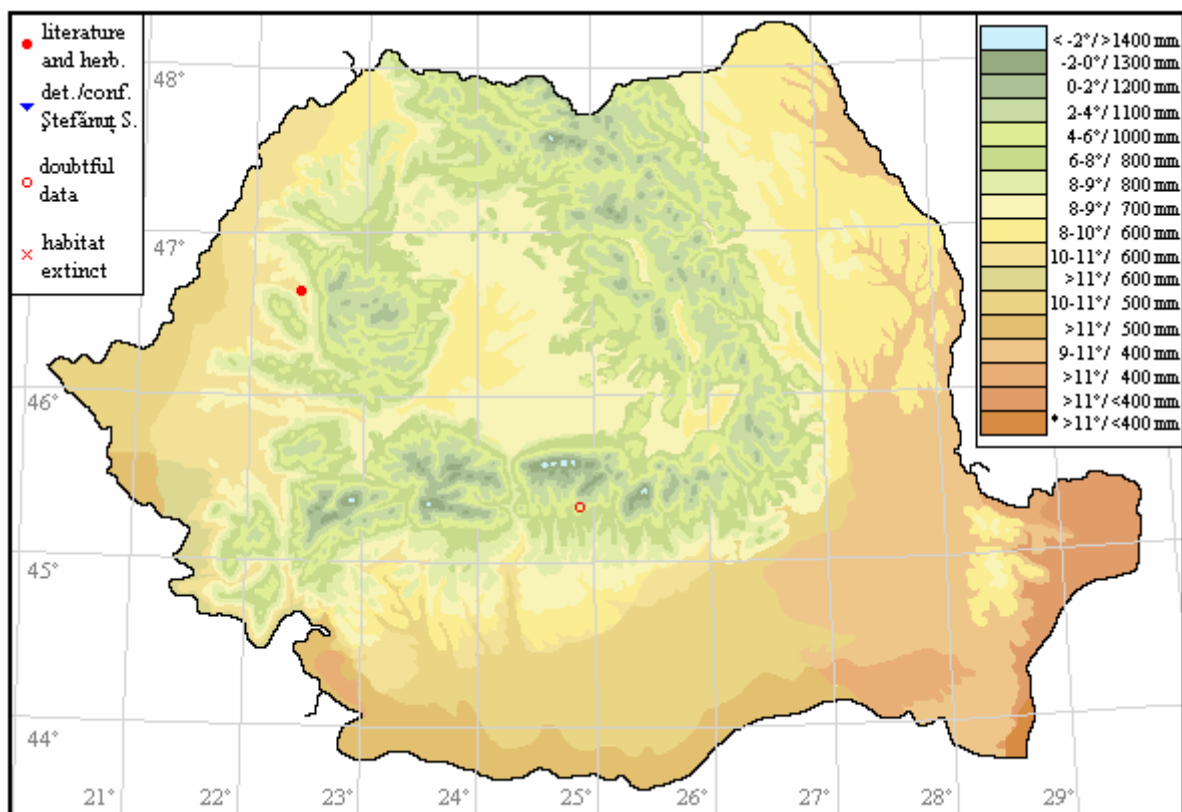 literature
and herb.
det./conf.
Ştefănuţ S.
doubtful
data
habitat
extinct
< -2°/>1400 mm
-2-0°/ 1300 mm
0-2°/ 1200 mm
2-4°/ 1100 mm
4-6°/ 1000 mm
6-8°/ 800 mm
8-9°/ 800 mm
8-9°/ 700 mm
8-10°/ 600 mm
10-11°/ 600 mm
>11°/ 600 mm
10-11°/ 500 mm
>11°/ 500 mm
9-11°/ 400 mm
>11°/ 400 mm
>11°/<400 mm
* >11°/<400 mm
48°
47°
46°
45°
44°
21°
22°
23°
24°
25°
26°
27°
28°
29°